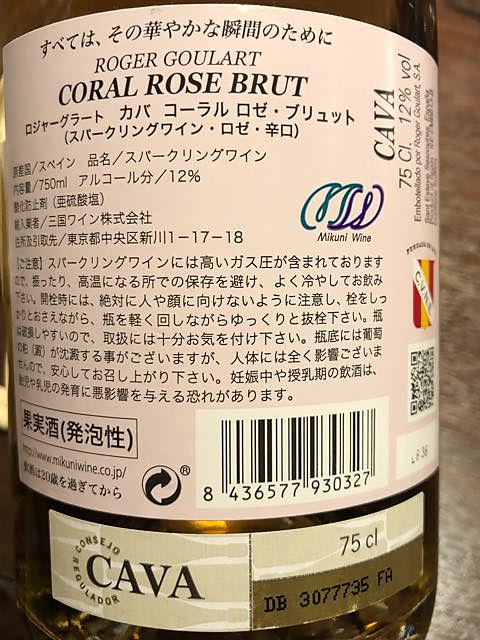 すべては、その華やかな瞬間のために
ROGER GOULART
CORAL ROSE BRUT
ロジャーグラート カバ コーラル ロゼ・ブリュット
(スパークリングワイン・ロゼ・辛口)
原産国/スペイン 品名/スパークリングワイン
内容量/750ml アルコール分/12%
酸化防止剤(亜硫酸塩)
輸入業者/三国ワイン株式会社
住所及引取先/東京都中央区新川1-17-18
Mikuni Wine
【ご注意】スパークリングワインには高いガス圧が含まれております
ので、振ったり、高温になる所での保存を避け、よく冷やしてお飲み
下さい。開栓時には、絶対に人や顔に向けないように注意し、栓をしっ
かりとおさえながら、瓶を軽く回しながらゆっくりと抜栓下さい。瓶
は破損しやすいので、取扱には十分お気を付け下さい。瓶底には葡萄
の粕(澱)が沈澱する事がございますが、人体には全く影響ございま
せんので、安心してお召し上がり下さい。妊娠中や授乳期の飲酒は、
胎児や乳児の発育に悪影響を与える恐れがあります。
果実酒(発泡性)
http://www.mikuniwine.co.jp/
飲酒は20歳を過ぎてから
®
8 436577 930327
CAVA
75 Cl. 12% vol
Embotellado por Roger Goulart, S.A.
CAVA
L 636
CONSEJO
REGULADOR
CAVA
75 cl
DB 3077735 FA